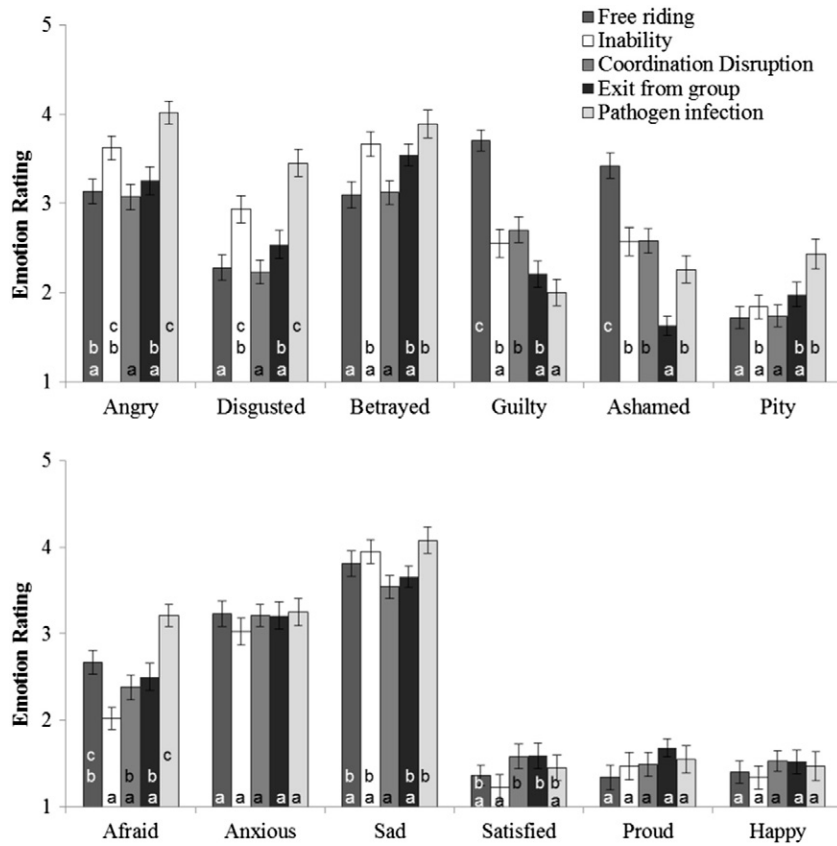 5
Free riding
Inability
Coordination Disruption
Exit from group
Pathogen infection
4
3
2
1
Emotion Rating
c c c c c c
b b b b b b b b b b b b b b b b
a a a a a a a a a a a a a a a a a a
Angry Disgusted Betrayed Guilty Ashamed Pity
5
4
3
2
1
Emotion Rating
c c
b b b b b b b b b b b
a a a a a a a a a a a a a a a a a a a a a a a a a
Afraid Anxious Sad Satisfied Proud Happy